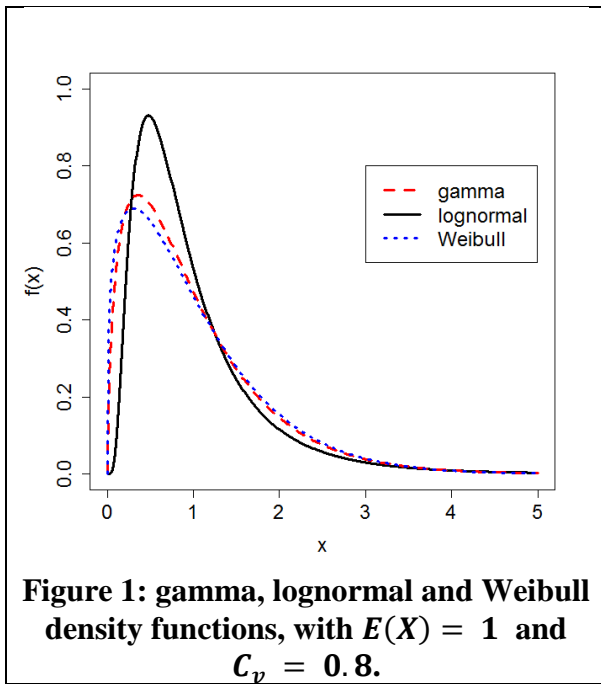 f(x)
1.0
0.8
0.6
0.4
0.2
0.0
gamma
lognormal
Weibull
0 1 2 3 4 5
x
Figure 1: gamma, lognormal and Weibull
density functions, with E(X) = 1 and
Cᵥ = 0.8.